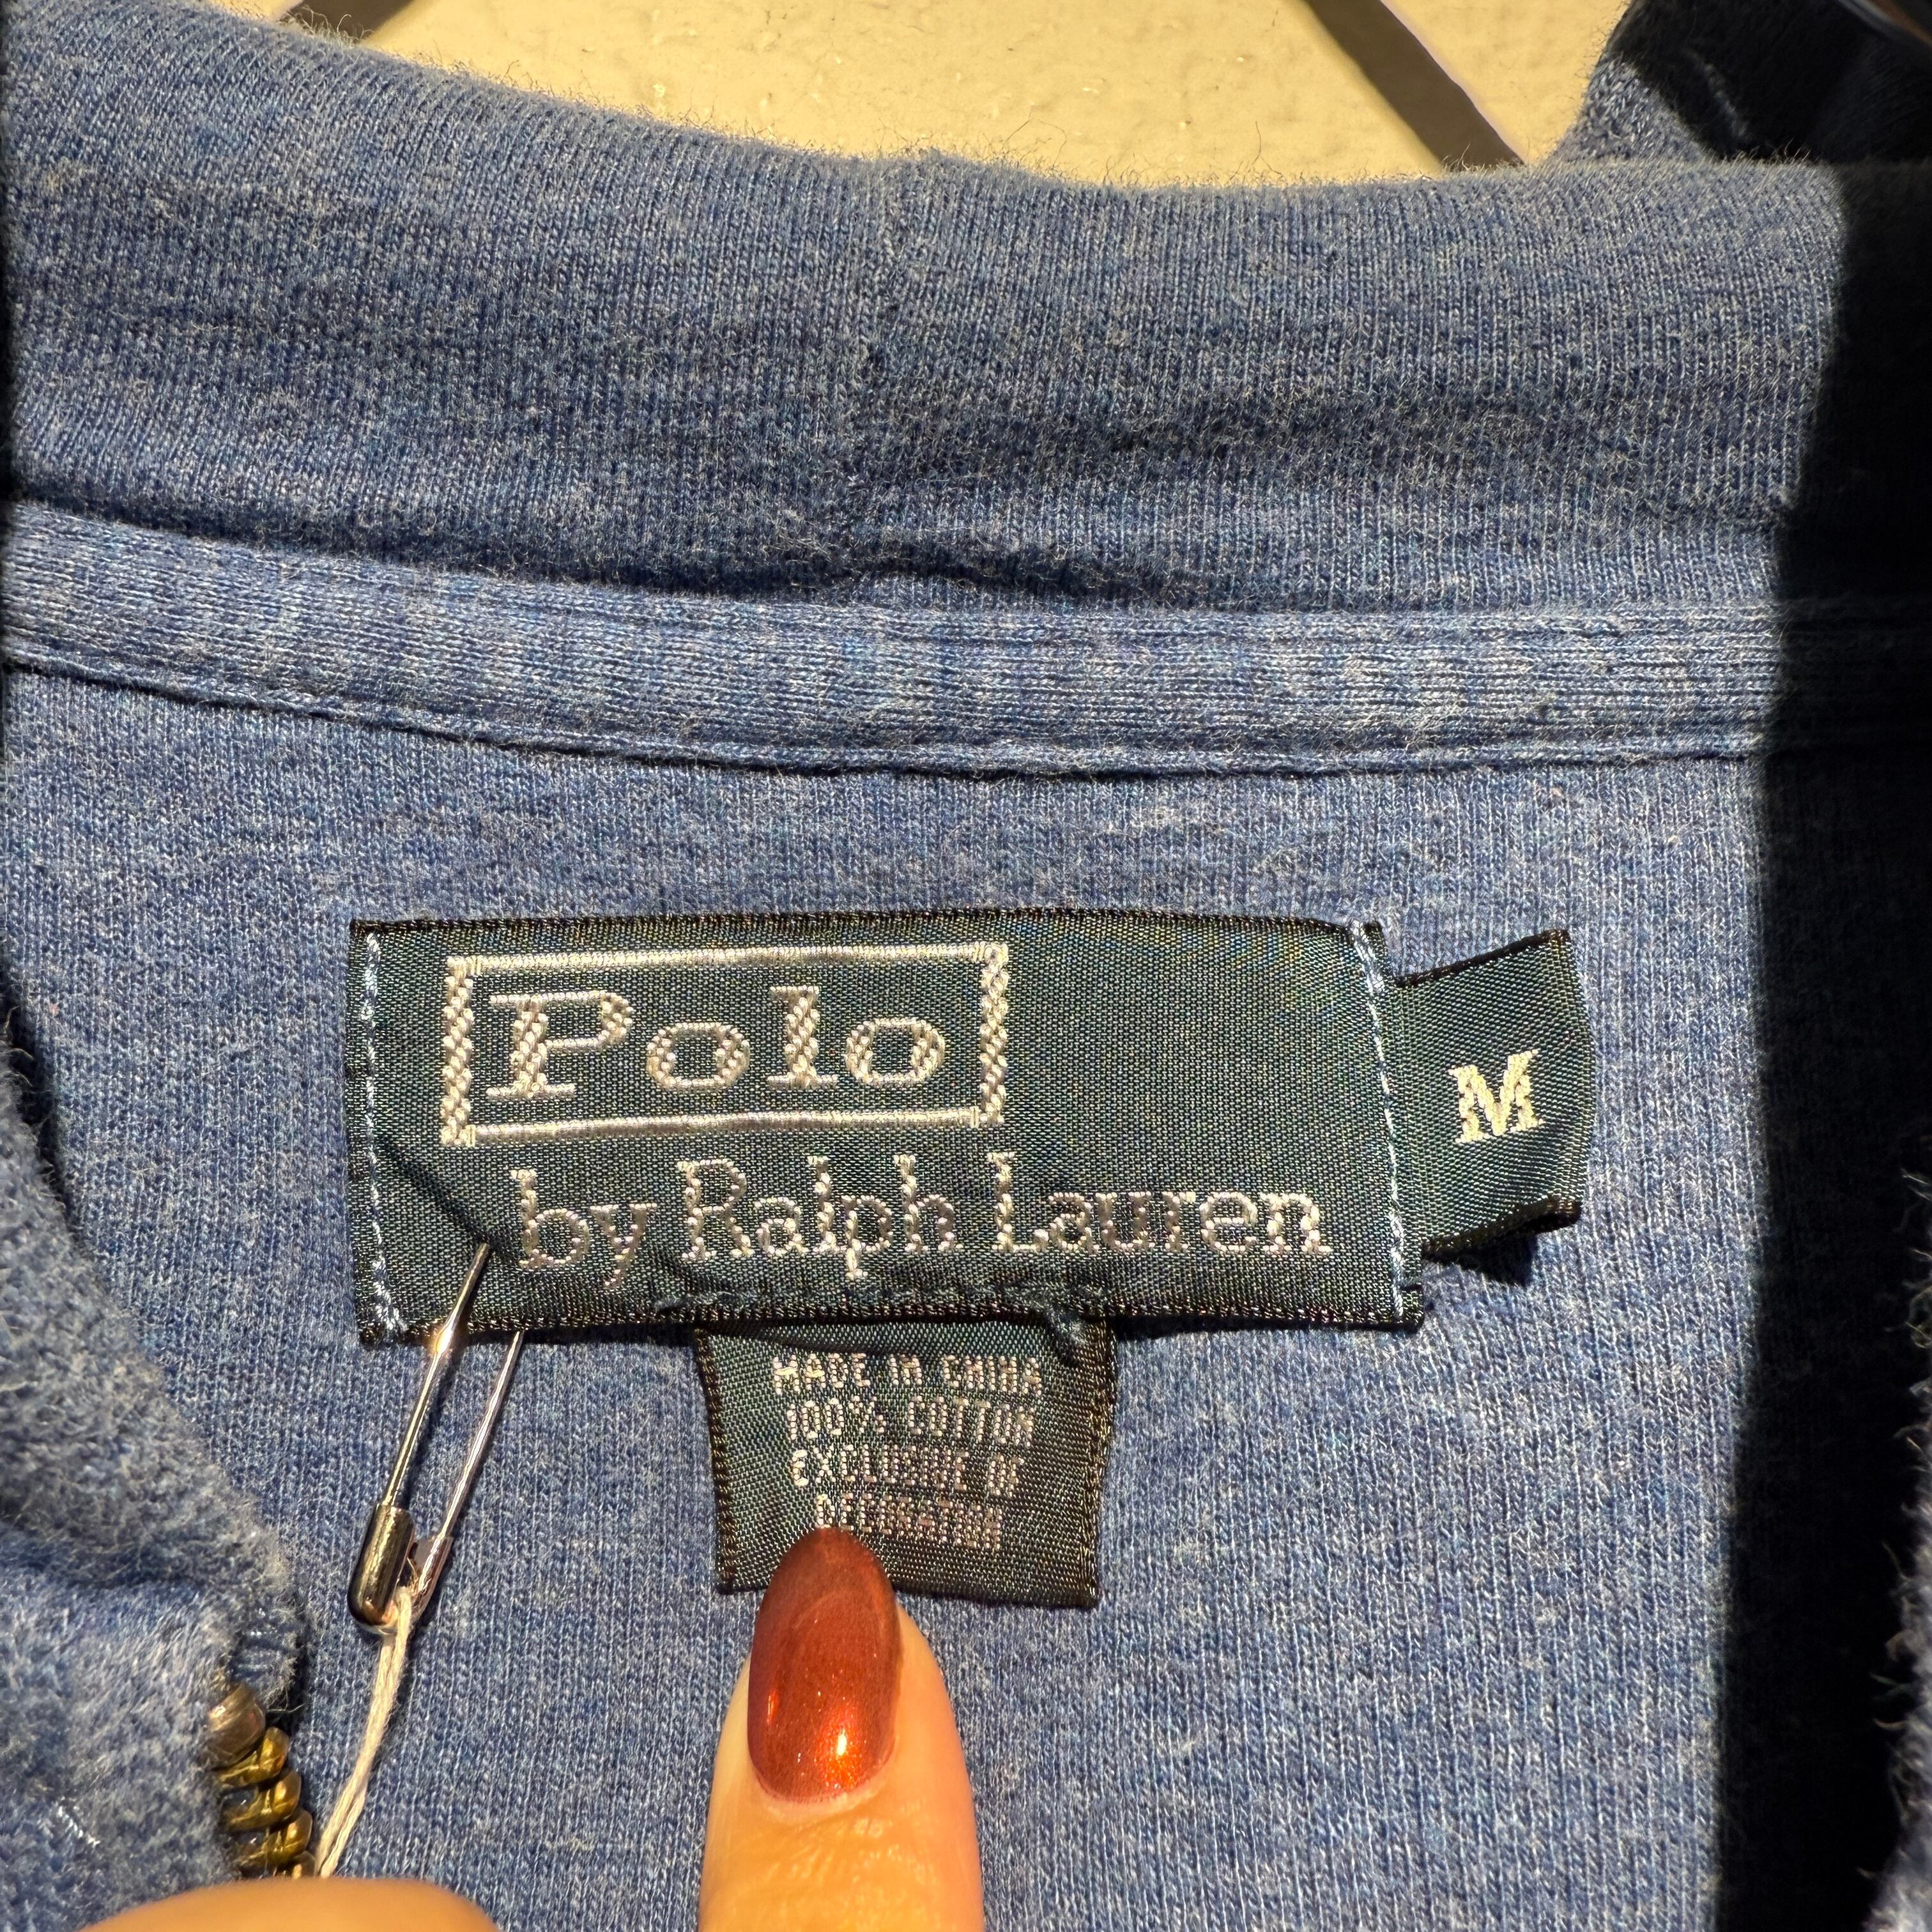 Polo
by Ralph Lauren
M
MADE IN CHINA
100% COTTON
EXCLUSIVE OF
DECORATION